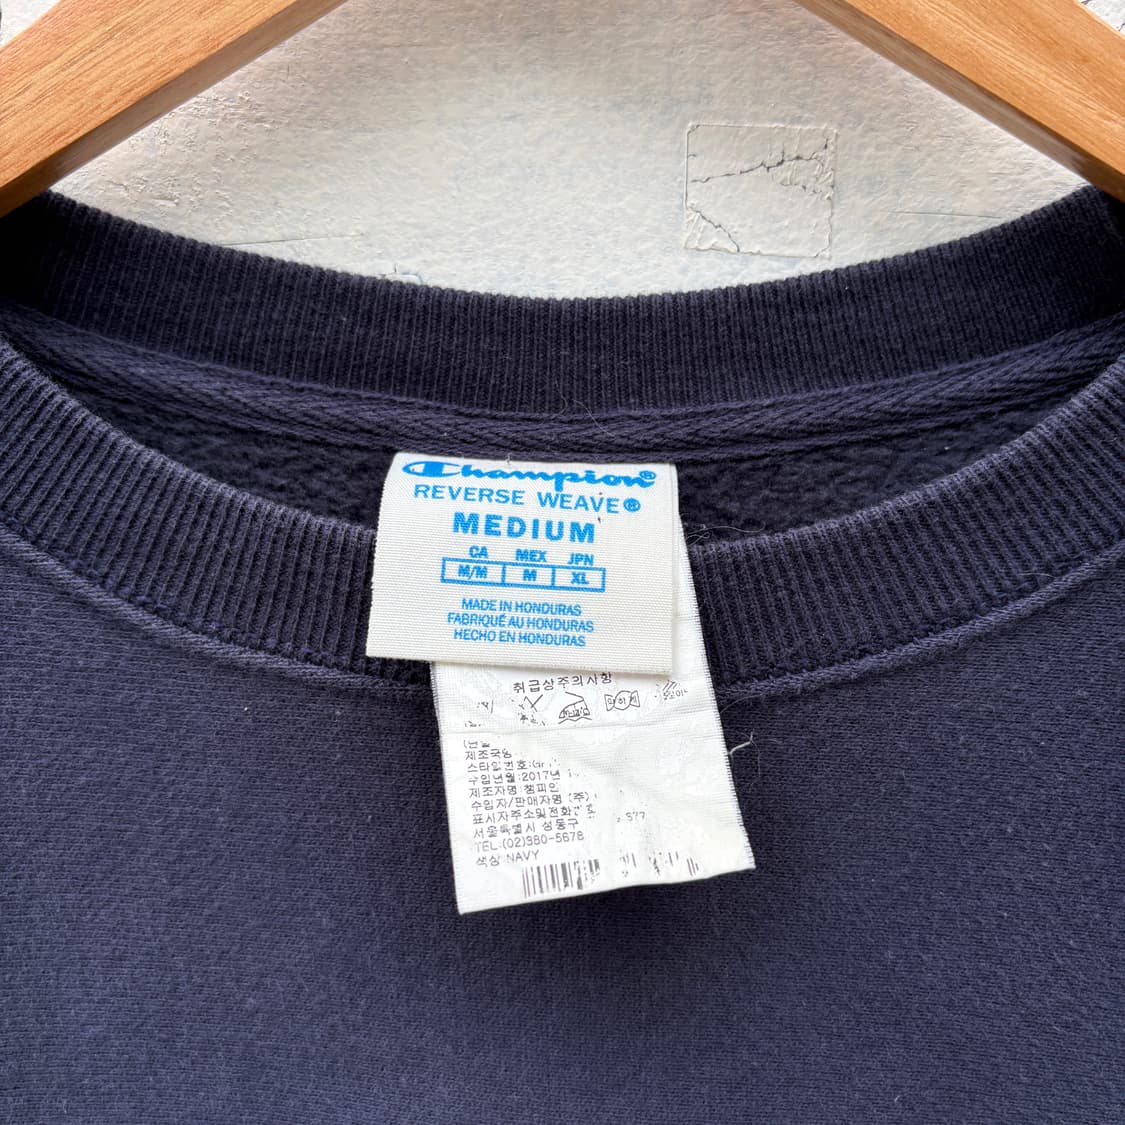 Champion®
REVERSE WEAVE®
MEDIUM
CA MEX JPN
M/M M XL
MADE IN HONDURAS
FABRIQUÉ AU HONDURAS
HECHO EN HONDURAS
취급상주의사항
제조국
스타일번호:
수입년월:2017년
제조자명:챔피언
수입자/판매자명 (주)
표시자주소및전화
서울특별시 성동구
TEL:(02)380-5678
색상 NAVY